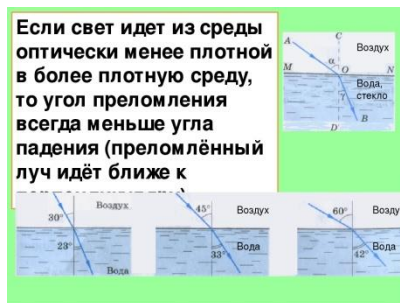 Если свет идет из среды
оптически менее плотной
в более плотную среду,
то угол преломления
всегда меньше угла
падения (преломлённый
луч идёт ближе к
A
C
Воздух
α
M
O
N
Вода,
стекло
γ
B
D
30°
Воздух
23°
Вода
45°
Воздух
33°
Вода
60°
Возду
42°
Вода